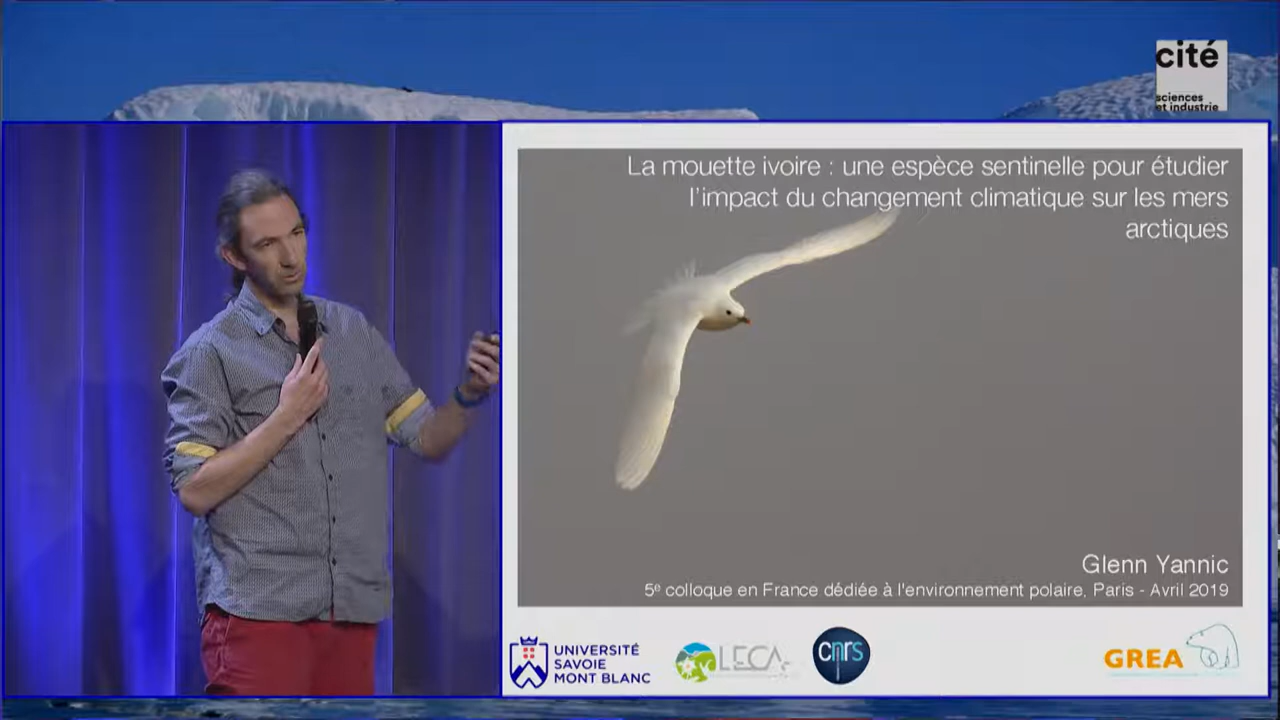 cité
sciences
et industrie
La mouette ivoire : une espèce sentinelle pour étudier
l'impact du changement climatique sur les mers
arctiques
Glenn Yannic
5e colloque en France dédiée à l'environnement polaire, Paris - Avril 2019
UNIVERSITÉ
SAVOIE
MONT BLANC
LECA
cnrs
GREA